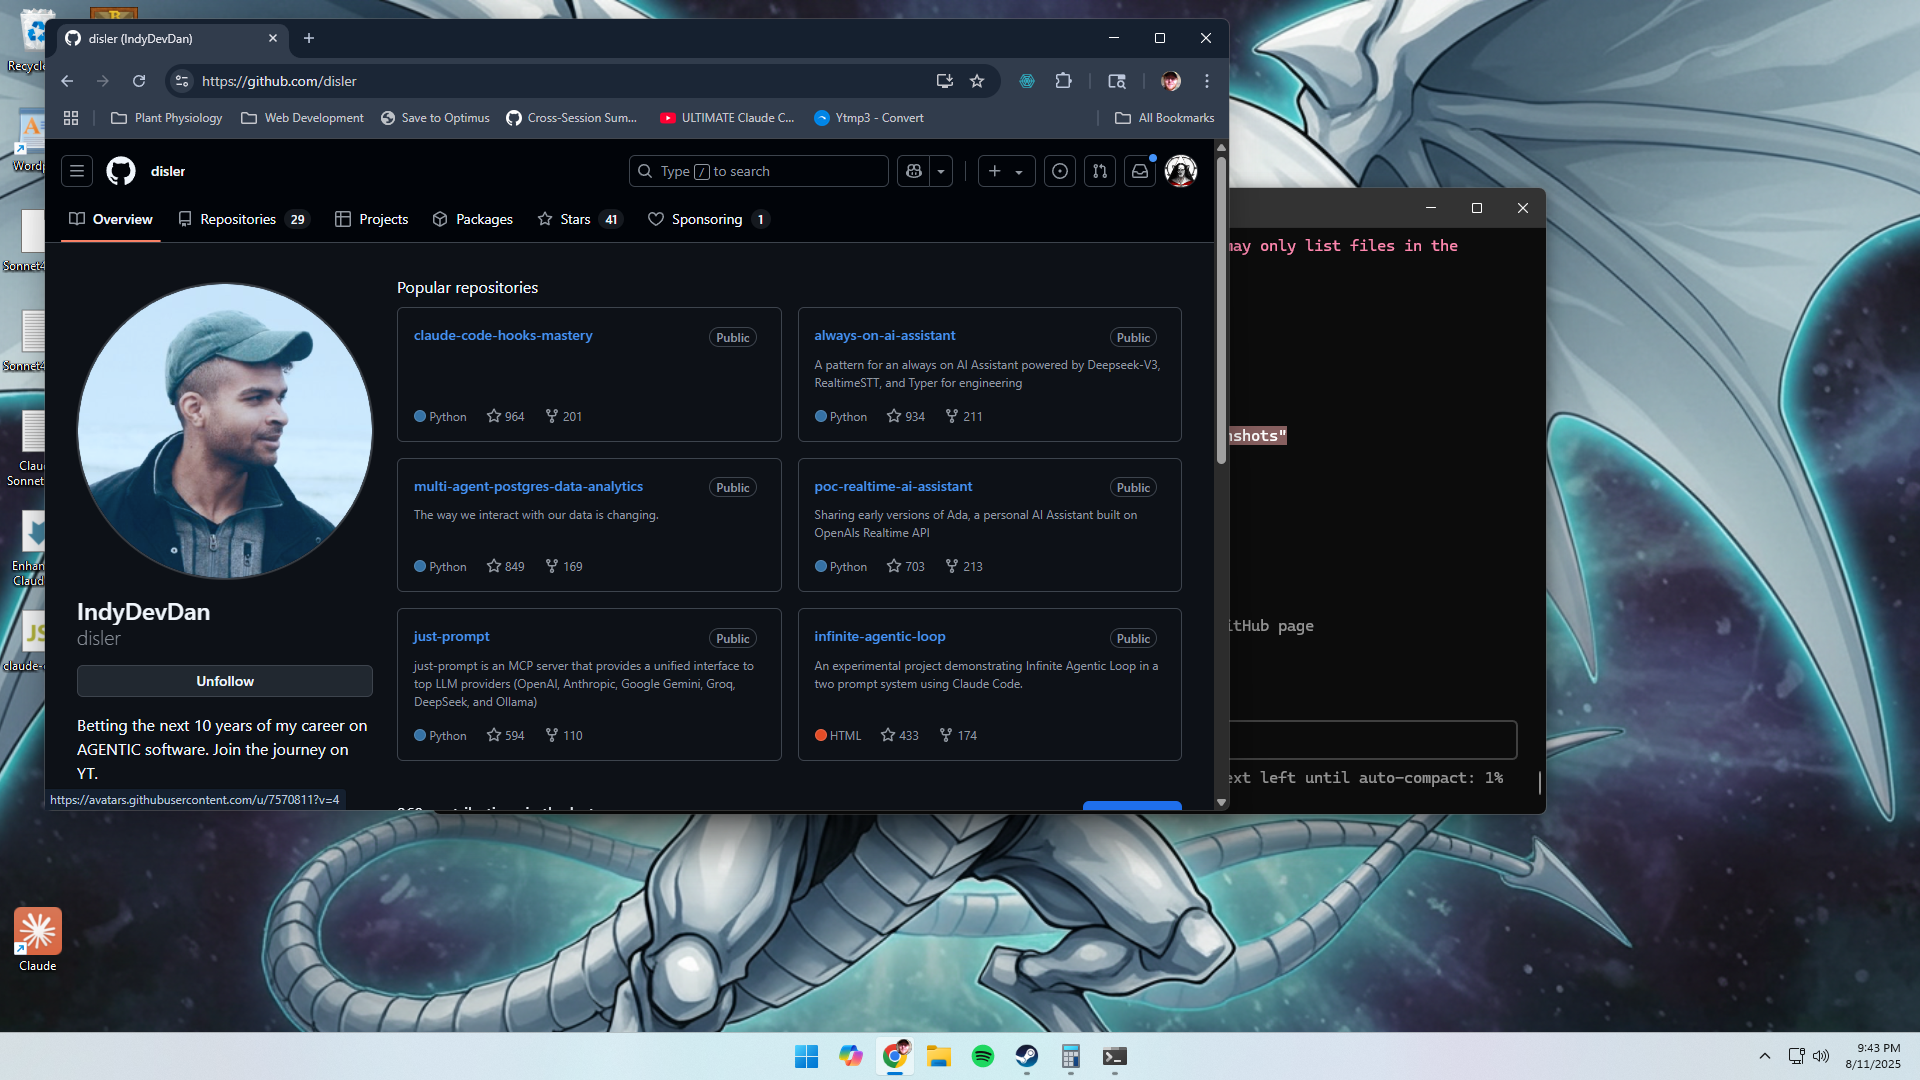 Recycle
Wordp
Sonnet4
Sonnet4
Clau
Sonnet
Enhan
Claud
JS
claude-c
Claude
disler (IndyDevDan)
https://github.com/disler
Plant Physiology
Web Development
Save to Optimus
Cross-Session Sum...
ULTIMATE Claude C...
Ytmp3 - Convert
All Bookmarks
disler
Type / to search
Overview
Repositories 29
Projects
Packages
Stars 41
Sponsoring 1
Popular repositories
claude-code-hooks-mastery
Public
Python 964 201
always-on-ai-assistant
Public
A pattern for an always on AI Assistant powered by Deepseek-V3,
RealtimeSTT, and Typer for engineering
Python 934 211
multi-agent-postgres-data-analytics
Public
The way we interact with our data is changing.
Python 849 169
poc-realtime-ai-assistant
Public
Sharing early versions of Ada, a personal AI Assistant built on
OpenAIs Realtime API
Python 703 213
just-prompt
Public
just-prompt is an MCP server that provides a unified interface to
top LLM providers (OpenAI, Anthropic, Google Gemini, Groq,
DeepSeek, and Ollama)
Python 594 110
infinite-agentic-loop
Public
An experimental project demonstrating Infinite Agentic Loop in a
two prompt system using Claude Code.
HTML 433 174
IndyDevDan
disler
Unfollow
Betting the next 10 years of my career on
AGENTIC software. Join the journey on
YT.
https://avatars.githubusercontent.com/u/7570811?v=4
may only list files in the
nshots"
itHub page
ext left until auto-compact: 1%
9:43 PM
8/11/2025